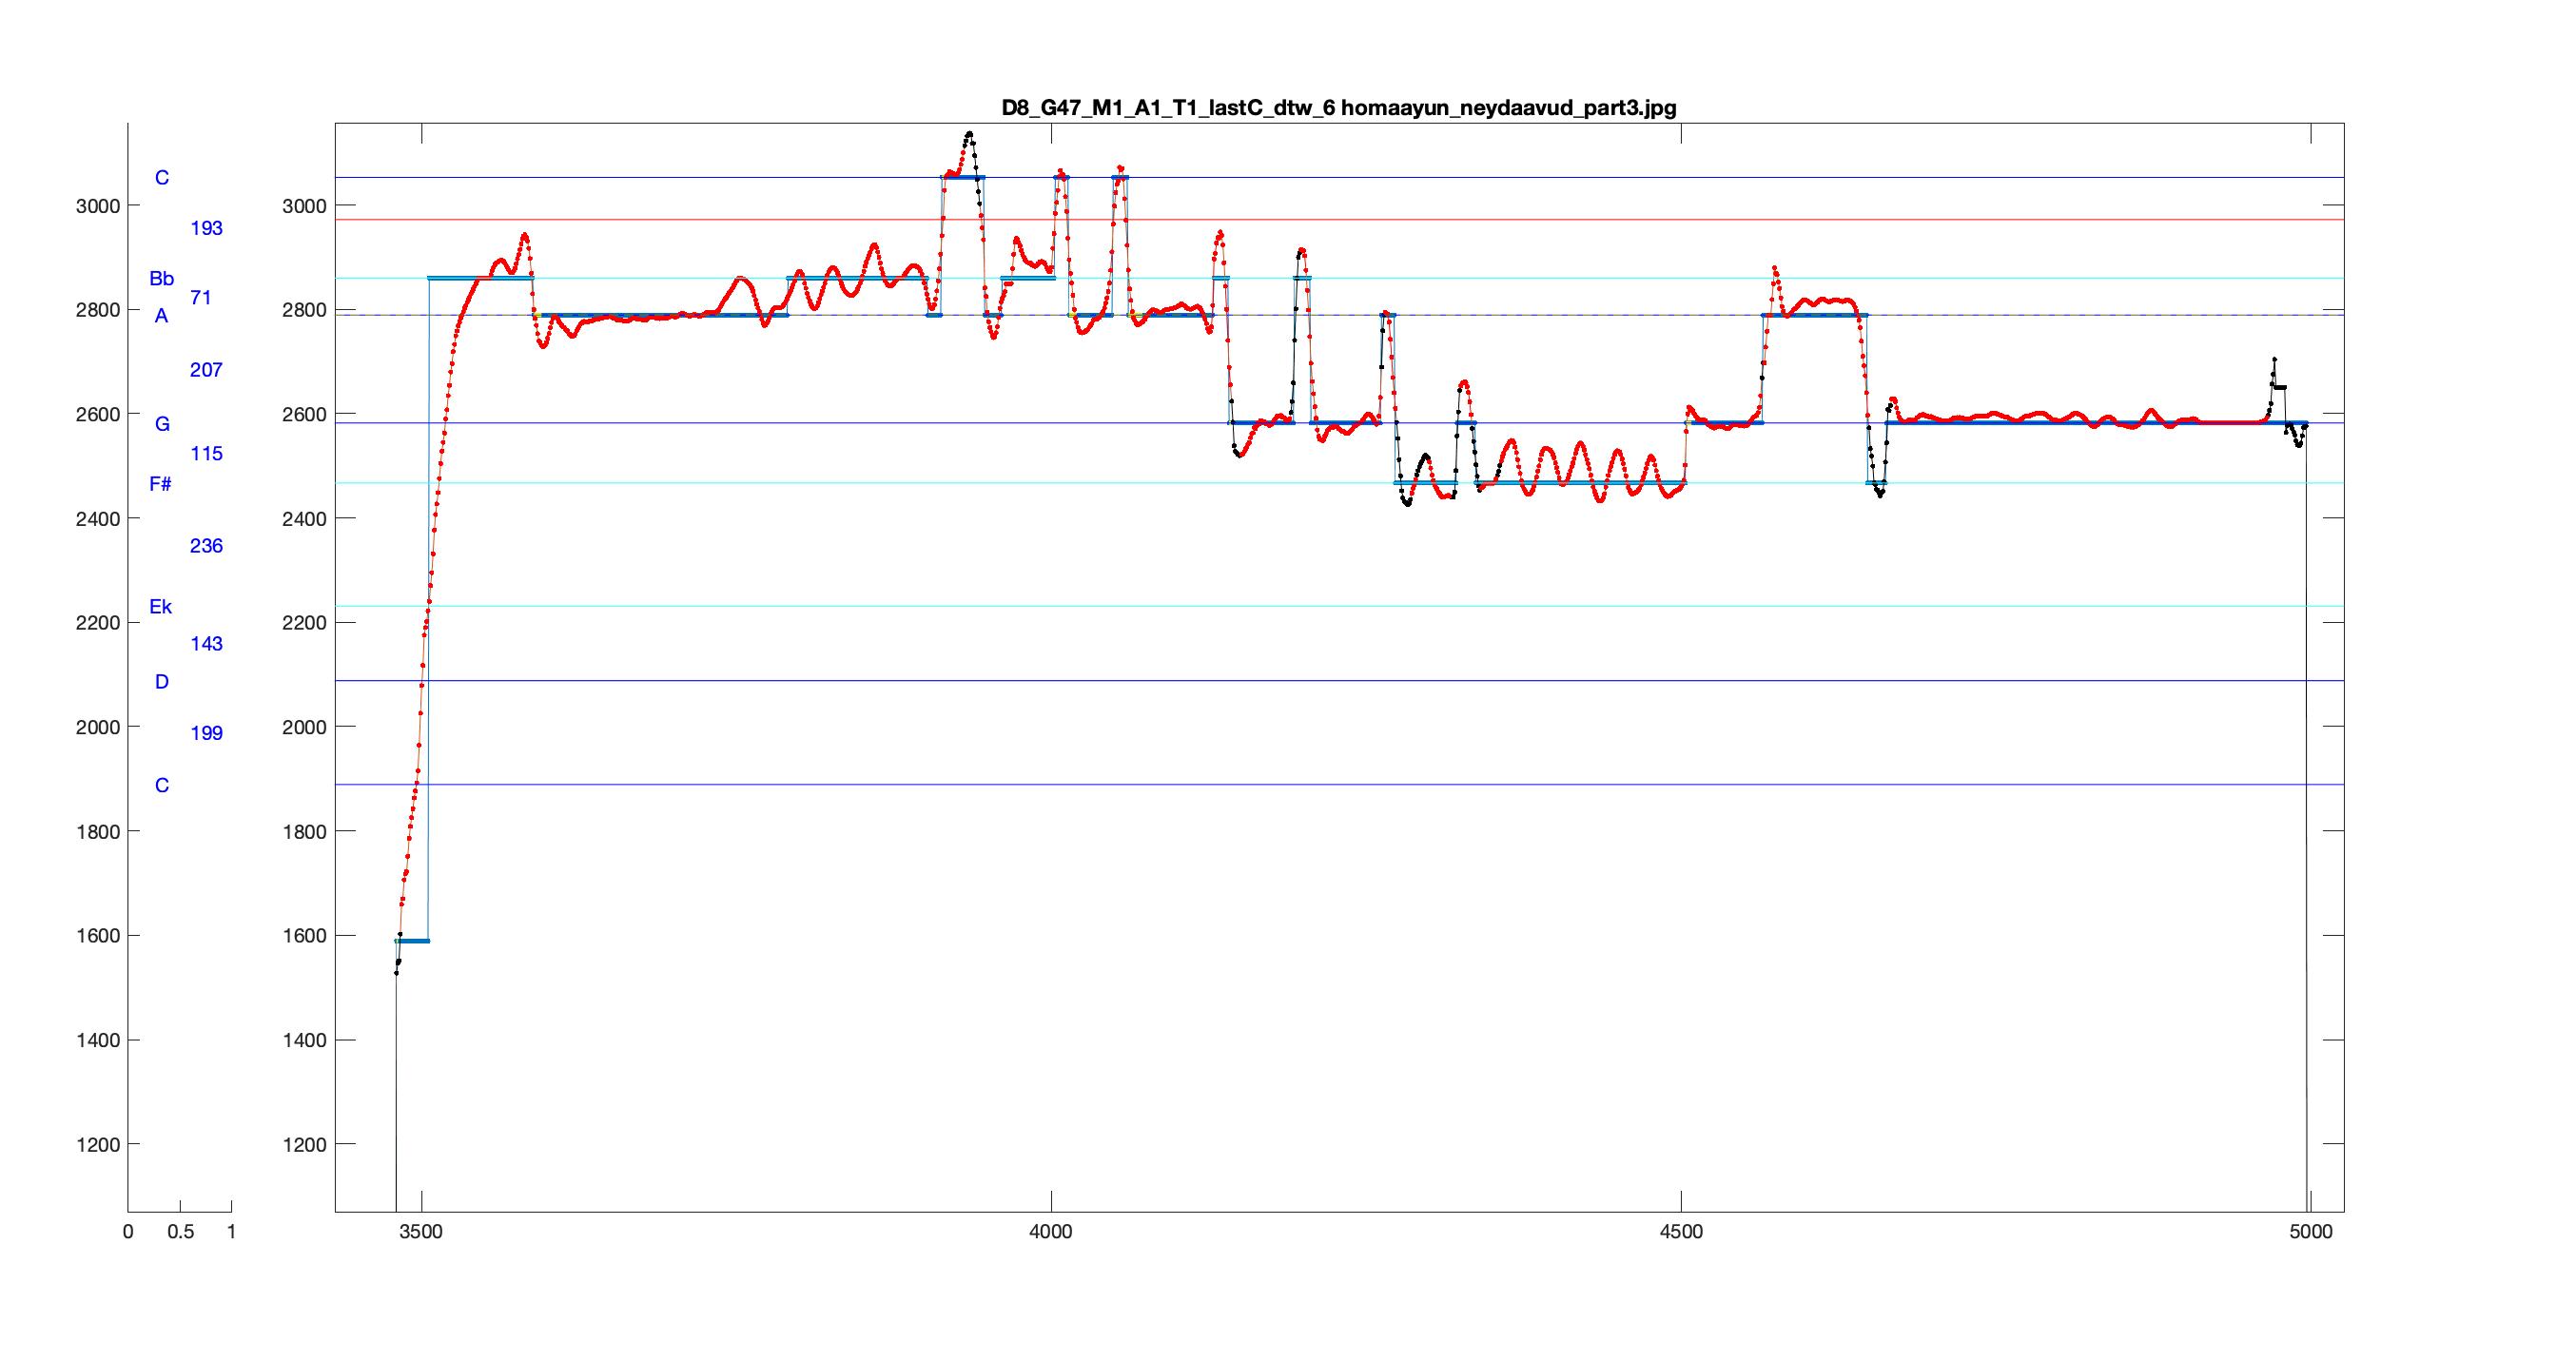 D8_G47_M1_A1_T1_lastC_dtw_6 homaayun_neydaavud_part3.jpg
C
3000 3000
193
Bb
71
2800 2800
A
207
2600 2600
G
115
F#
2400 2400
236
Ek
2200 2200
143
D
2000 2000
199
C
1800 1800
1600 1600
1400 1400
1200 1200
0 0.5 1 3500 4000 4500 5000